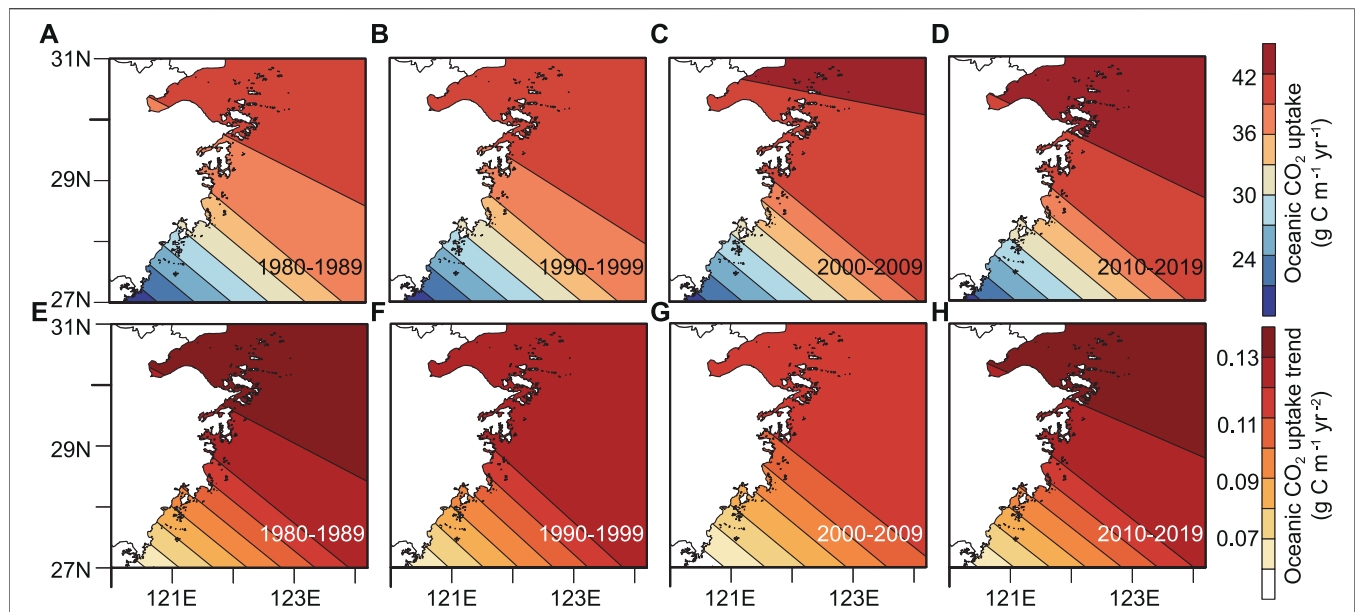 A B C D
31N
29N
27N
1980-1989 1990-1999 2000-2009 2010-2019
42
36
30
24
Oceanic CO₂ uptake
(g C m⁻¹ yr⁻¹)
E F G H
31N
29N
27N
1980-1989 1990-1999 2000-2009 2010-2019
0.13
0.11
0.09
0.07
Oceanic CO₂ uptake trend
(g C m⁻¹ yr⁻²)
121E 123E 121E 123E 121E 123E 121E 123E